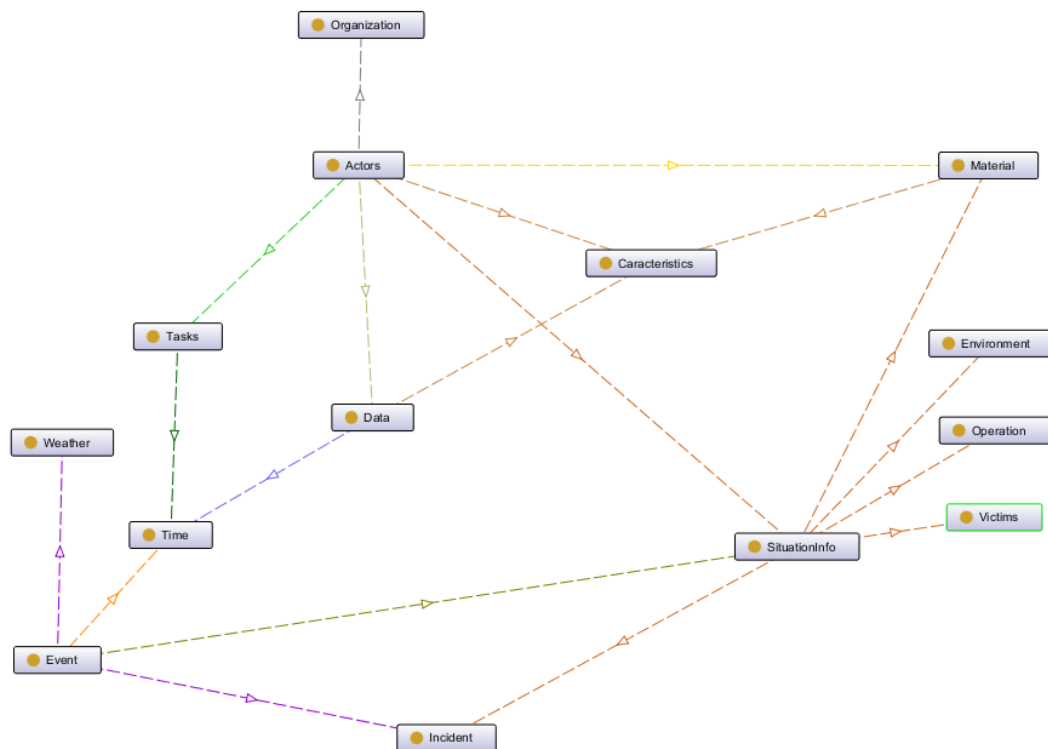 Organization
Actors
Material
Caracteristics
Tasks
Environment
Data
Weather
Operation
Victims
Time
SituationInfo
Event
Incident